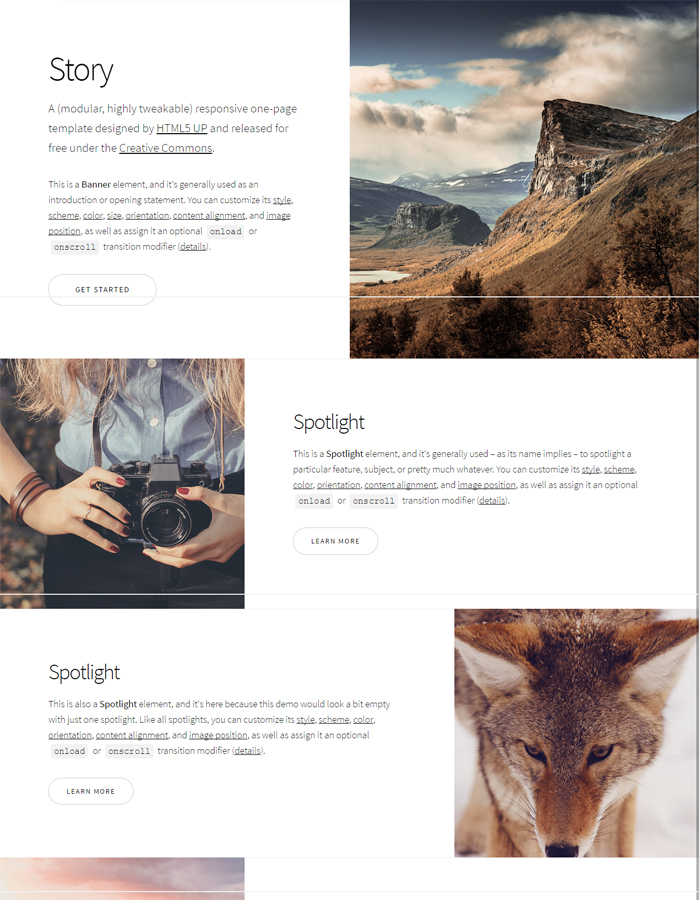 Story
A (modular, highly tweakable) responsive one-page
template designed by HTML5 UP and released for
free under the Creative Commons.
This is a Banner element, and it's generally used as an
introduction or opening statement. You can customize its style,
scheme, color, size, orientation, content alignment, and image
position, as well as assign it an optional onload or
onscroll transition modifier (details).
GET STARTED
Spotlight
This is a Spotlight element, and it's generally used – as its name implies – to spotlight a
particular feature, subject, or pretty much whatever. You can customize its style, scheme,
color, orientation, content alignment, and image position, as well as assign it an optional
onload or onscroll transition modifier (details).
LEARN MORE
Spotlight
This is also a Spotlight element, and it's here because this demo would look a bit empty
with just one spotlight. Like all spotlights, you can customize its style, scheme, color,
orientation, content alignment, and image position, as well as assign it an optional
onload or onscroll transition modifier (details).
LEARN MORE